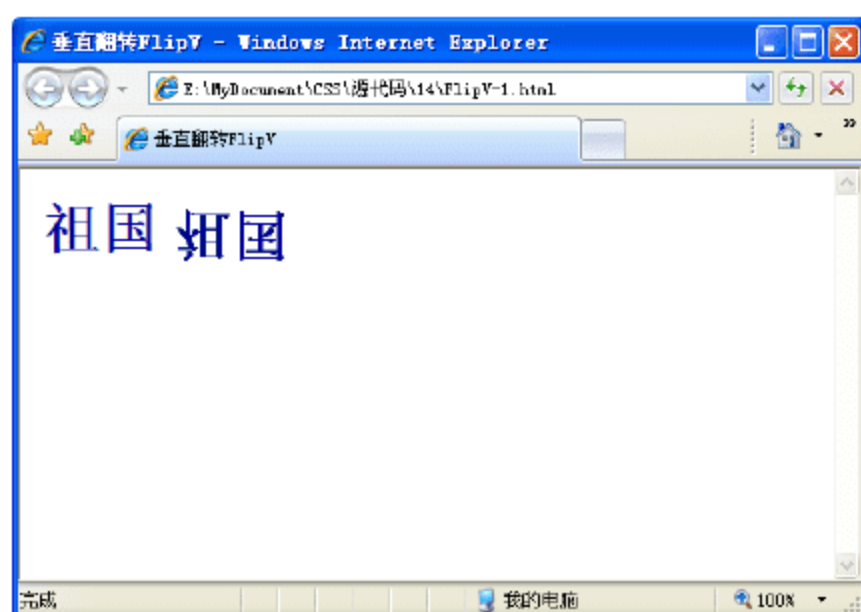 垂直翻转FlipV - Windows Internet Explorer
E:\MyDocument\CSS\源代码\14\FlipV-1.html
垂直翻转FlipV
祖国 祖国
完成 我的电脑 100%